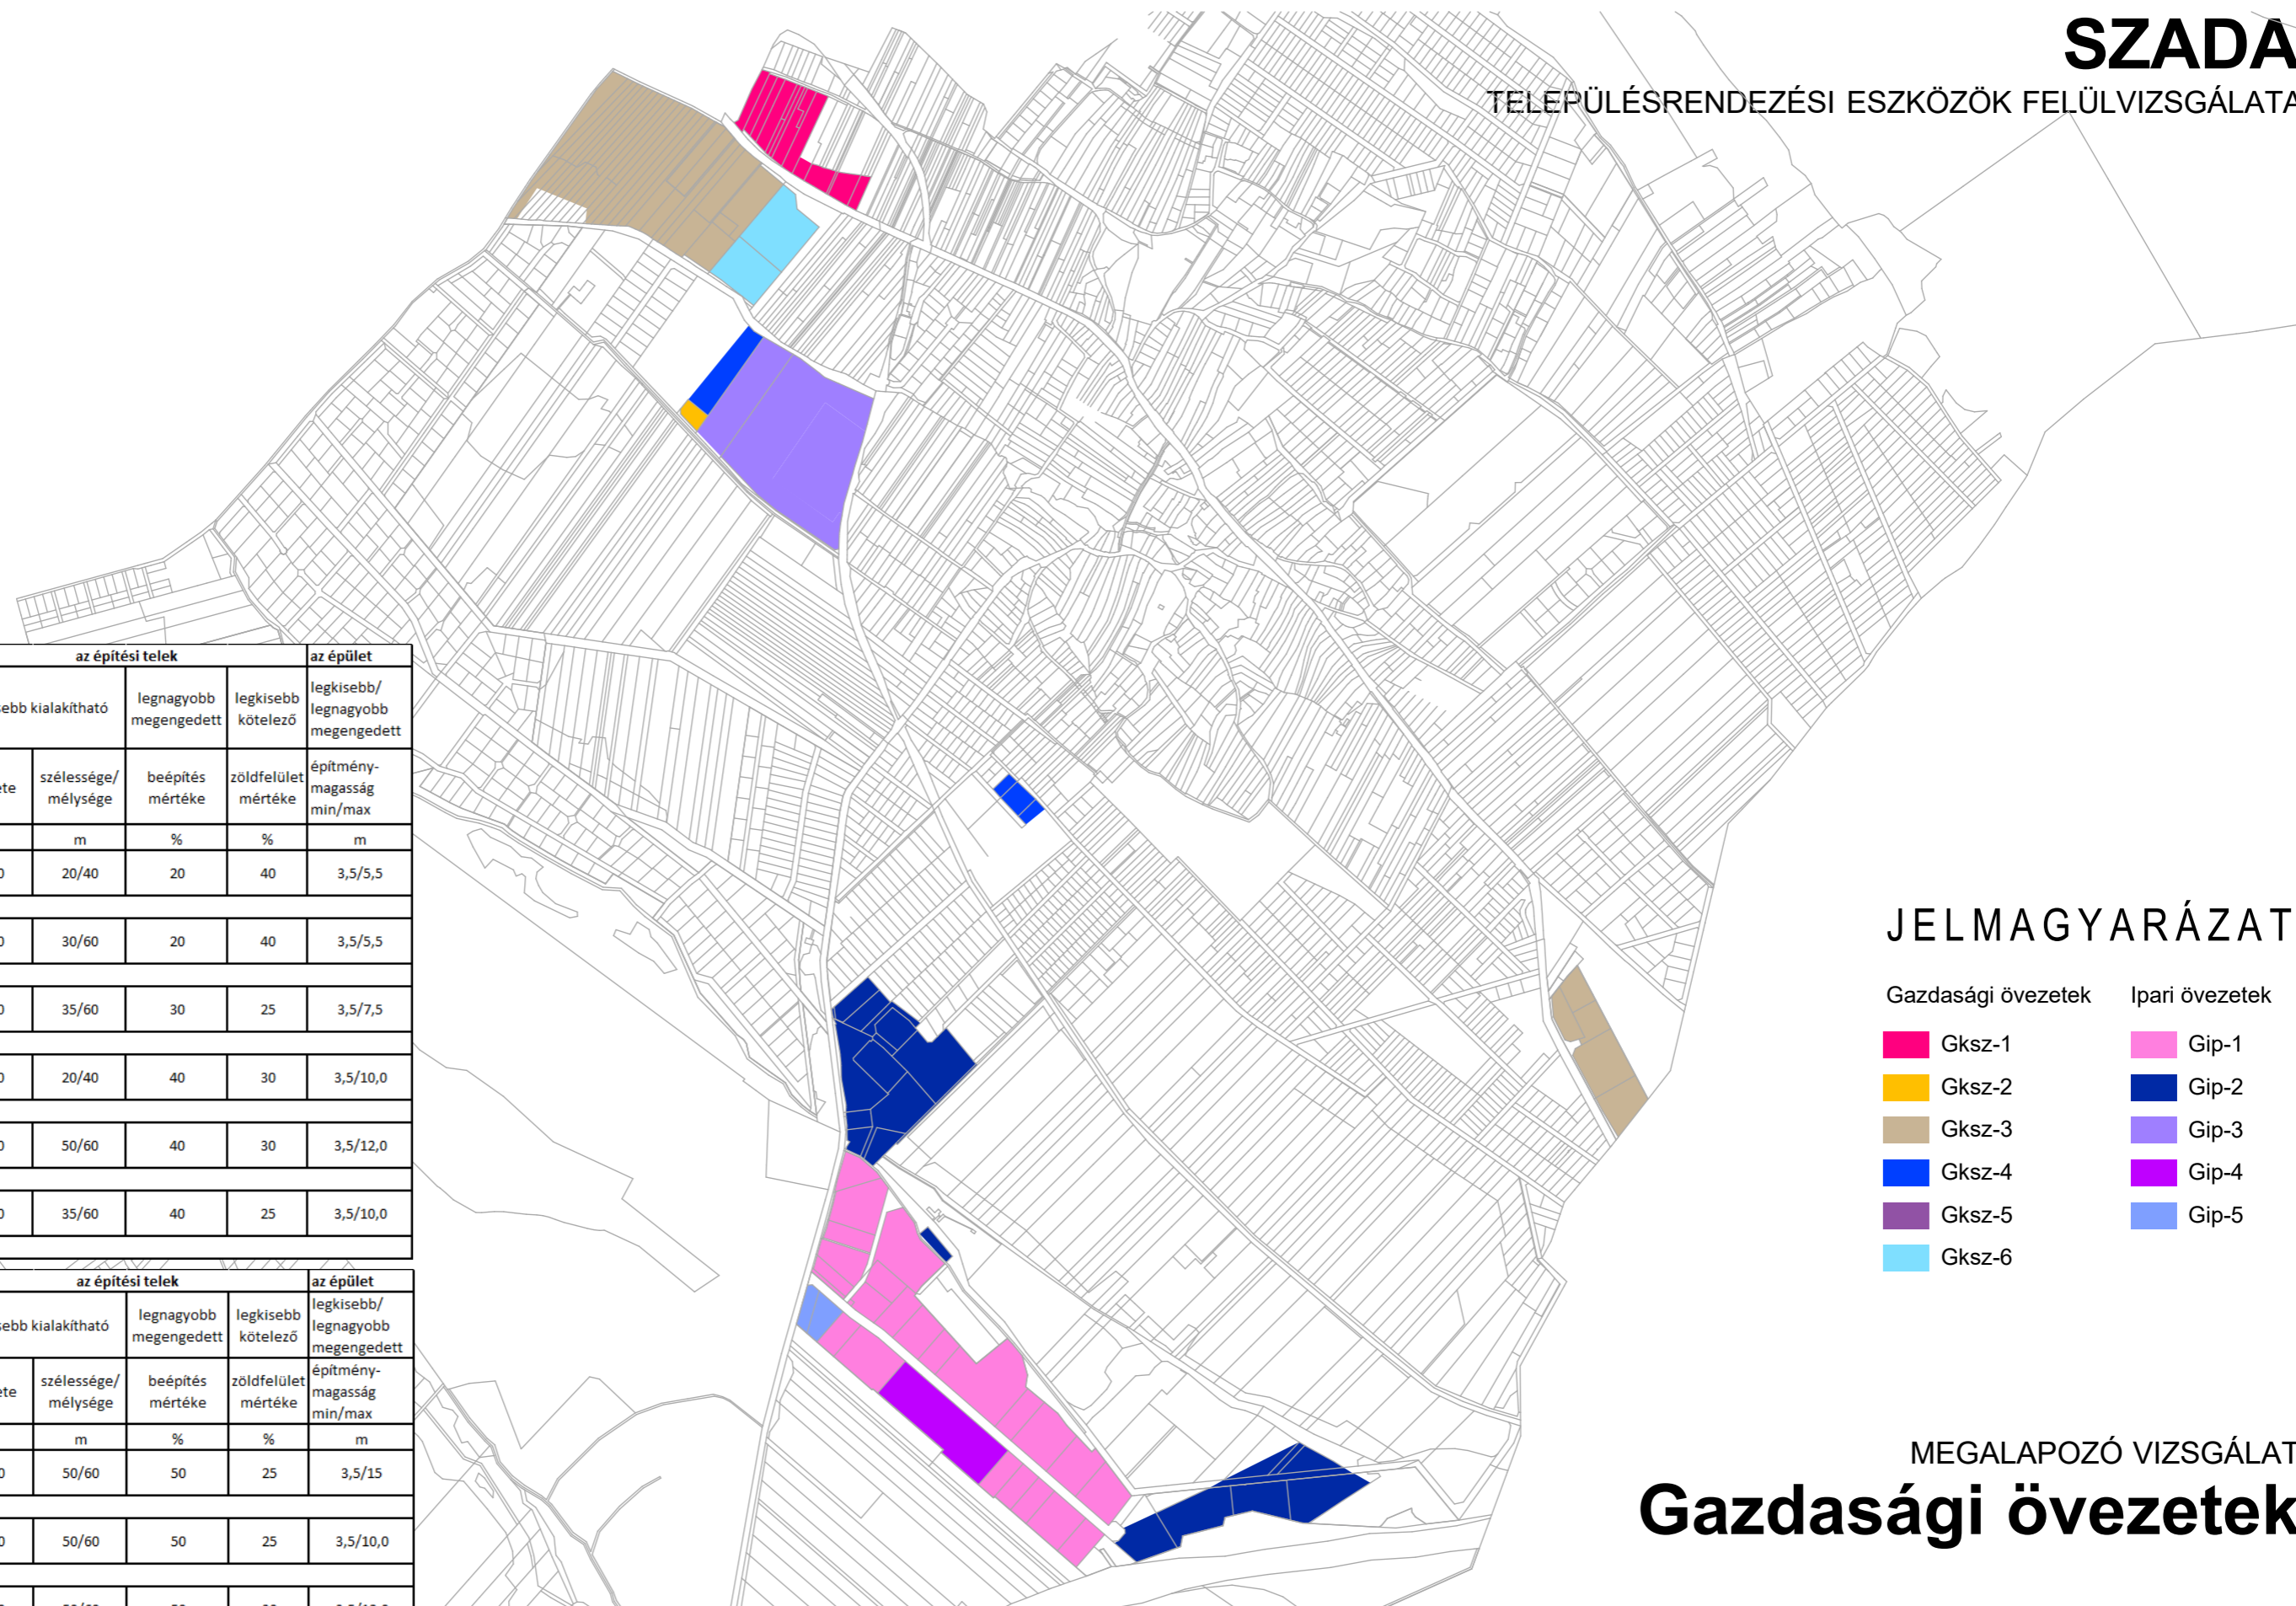 SZADA
TELEPÜLÉSRENDEZÉSI ESZKÖZÖK FELÜLVIZSGÁLATA
az építési telek az épület
kialakítható legnagyobb megengedett legkisebb kötelező legkisebb/ legnagyobb megengedett
szélessége/ mélysége beépítés mértéke zöldfelület mértéke építmény- magasság min/max
m % % m
20/40 20 40 3,5/5,5
30/60 20 40 3,5/5,5
35/60 30 25 3,5/7,5
20/40 40 30 3,5/10,0
50/60 40 30 3,5/12,0
35/60 40 25 3,5/10,0
az építési telek az épület
kialakítható legnagyobb megengedett legkisebb kötelező legkisebb/ legnagyobb megengedett
szélessége/ mélysége beépítés mértéke zöldfelület mértéke építmény- magasság min/max
m % % m
50/60 50 25 3,5/15
50/60 50 25 3,5/10,0
JELMAGYARÁZAT
Gazdasági övezetek Ipari övezetek
Gksz-1 Gip-1
Gksz-2 Gip-2
Gksz-3 Gip-3
Gksz-4 Gip-4
Gksz-5 Gip-5
Gksz-6
MEGALAPOZÓ VIZSGÁLAT
Gazdasági övezetek